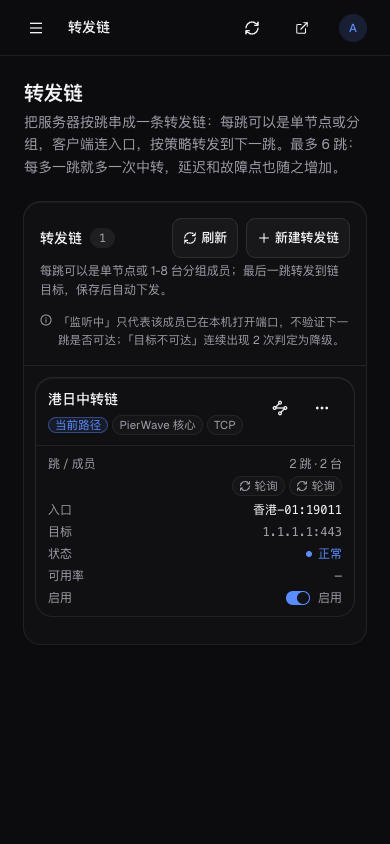 转发链
A
转发链
把服务器按跳串成一条转发链：每跳可以是单节点或分
组，客户端连入口，按策略转发到下一跳。最多 6 跳：
每多一跳就多一次中转，延迟和故障点也随之增加。
转发链 1
刷新
新建转发链
每跳可以是单节点或 1-8 台分组成员；最后一跳转发到链
目标，保存后自动下发。
「监听中」只代表该成员已在本机打开端口，不验证下一
跳是否可达；「目标不可达」连续出现 2 次判定为降级。
港日中转链
当前路径 PierWave 核心 TCP
跳 / 成员 2 跳 · 2 台
轮询 轮询
入口 香港-01:19011
目标 1.1.1.1:443
状态 正常
可用率 —
启用 启用